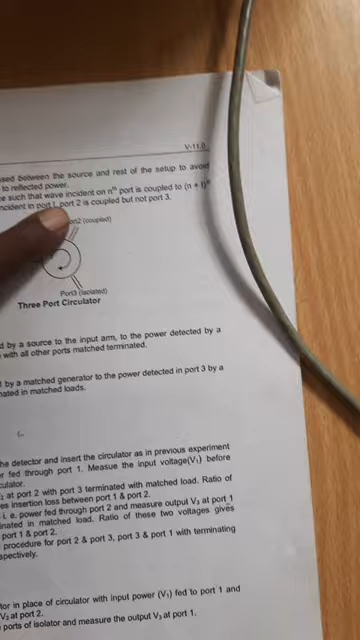 V-11.0
sed between the source and rest of the setup to avoid
to reflected power.
e such that wave incident on nth port is coupled to (n + I)th
ncident in port I, port 2 is coupled but not port 3.
ort2 (coupled)
Port3 (isolated)
Three Port Circulator
d by a source to the input arm, to the power detected by a
with all other ports matched terminated.
d by a matched generator to the power detected in port 3 by a
nated in matched loads.
he detector and insert the circulator as in previous experiment
r fed through port 1. Measure the input voltage(V1) before
culator.
at port 2 with port 3 terminated with matched load. Ratio of
es insertion loss between port 1 & port 2.
i. e. power fed through port 2 and measure output V3 at port 1
inated in matched load. Ratio of these two voltages gives
port 1 & port 2.
procedure for port 2 & port 3, port 3 & port 1 with terminating
spectively.
tor in place of circulator with input power (V1) fed to port 1 and
V2 at port 2.
ports of isolator and measure the output V3 at port 1.